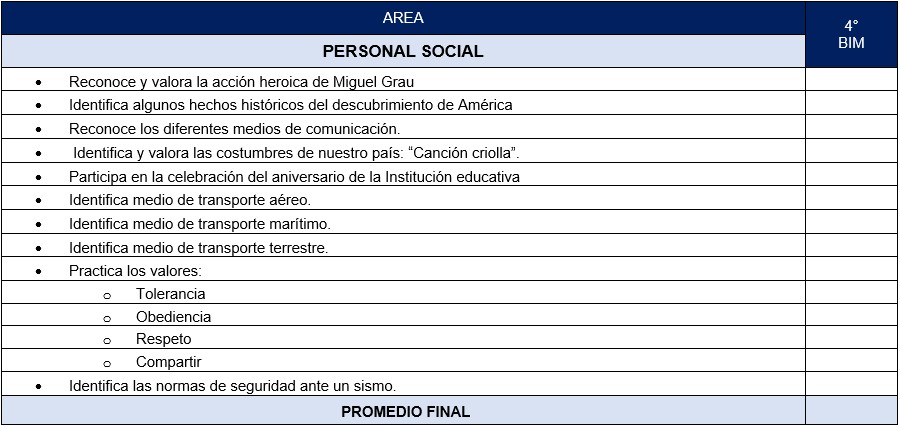 AREA
4°
BIM
PERSONAL SOCIAL
• Reconoce y valora la acción heroica de Miguel Grau
• Identifica algunos hechos históricos del descubrimiento de América
• Reconoce los diferentes medios de comunicación.
• Identifica y valora las costumbres de nuestro país: “Canción criolla”.
• Participa en la celebración del aniversario de la Institución educativa
• Identifica medio de transporte aéreo.
• Identifica medio de transporte marítimo.
• Identifica medio de transporte terrestre.
• Practica los valores:
o Tolerancia
o Obediencia
o Respeto
o Compartir
• Identifica las normas de seguridad ante un sismo.
PROMEDIO FINAL